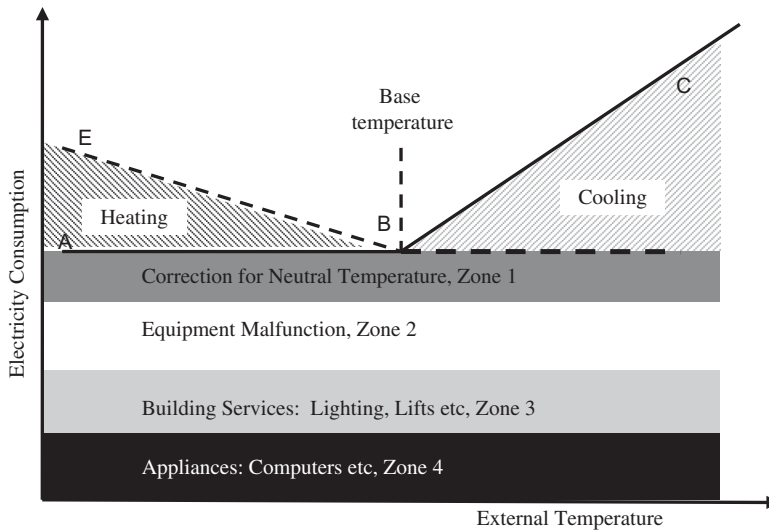 C
Base
temperature
E
Cooling
Heating
B
A
Correction for Neutral Temperature, Zone 1
Equipment Malfunction, Zone 2
Building Services: Lighting, Lifts etc, Zone 3
Appliances: Computers etc, Zone 4
Electricity Consumption
External Temperature